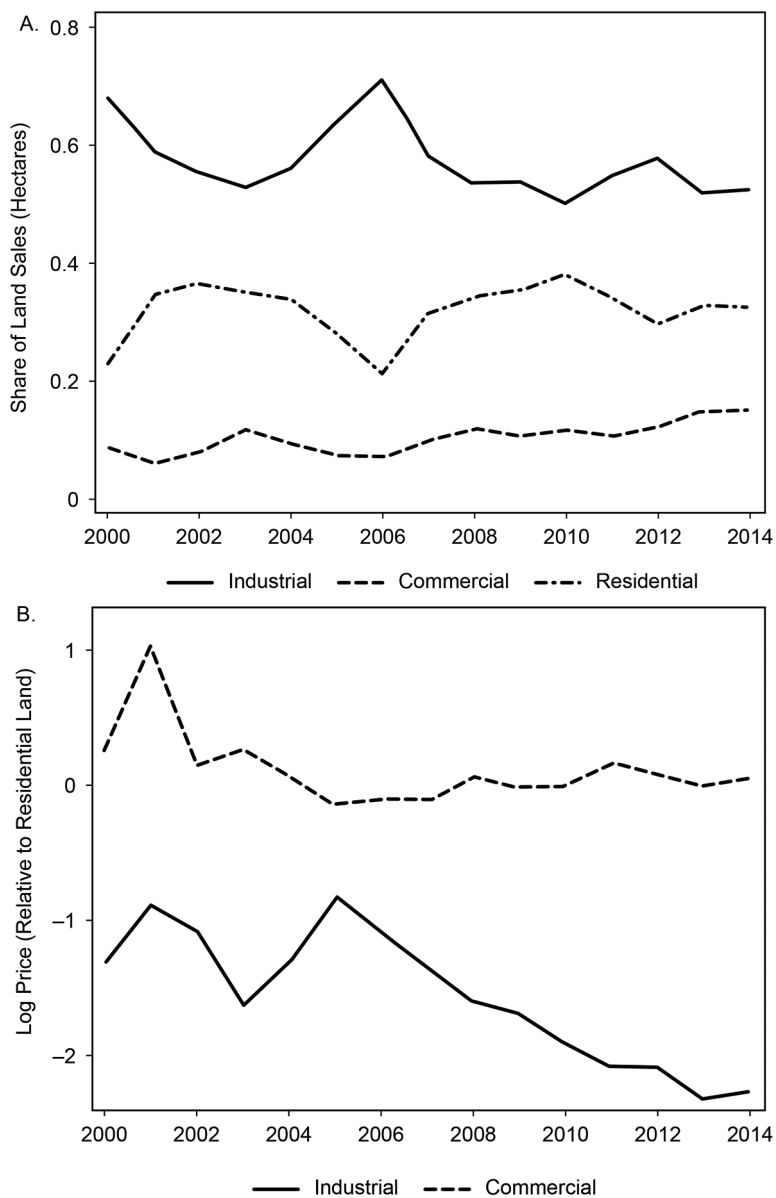 A.
Share of Land Sales (Hectares)
0.8
0.6
0.4
0.2
0
2000 2002 2004 2006 2008 2010 2012 2014
Industrial Commercial Residential
B.
Log Price (Relative to Residential Land)
1
0
–1
–2
2000 2002 2004 2006 2008 2010 2012 2014
Industrial Commercial